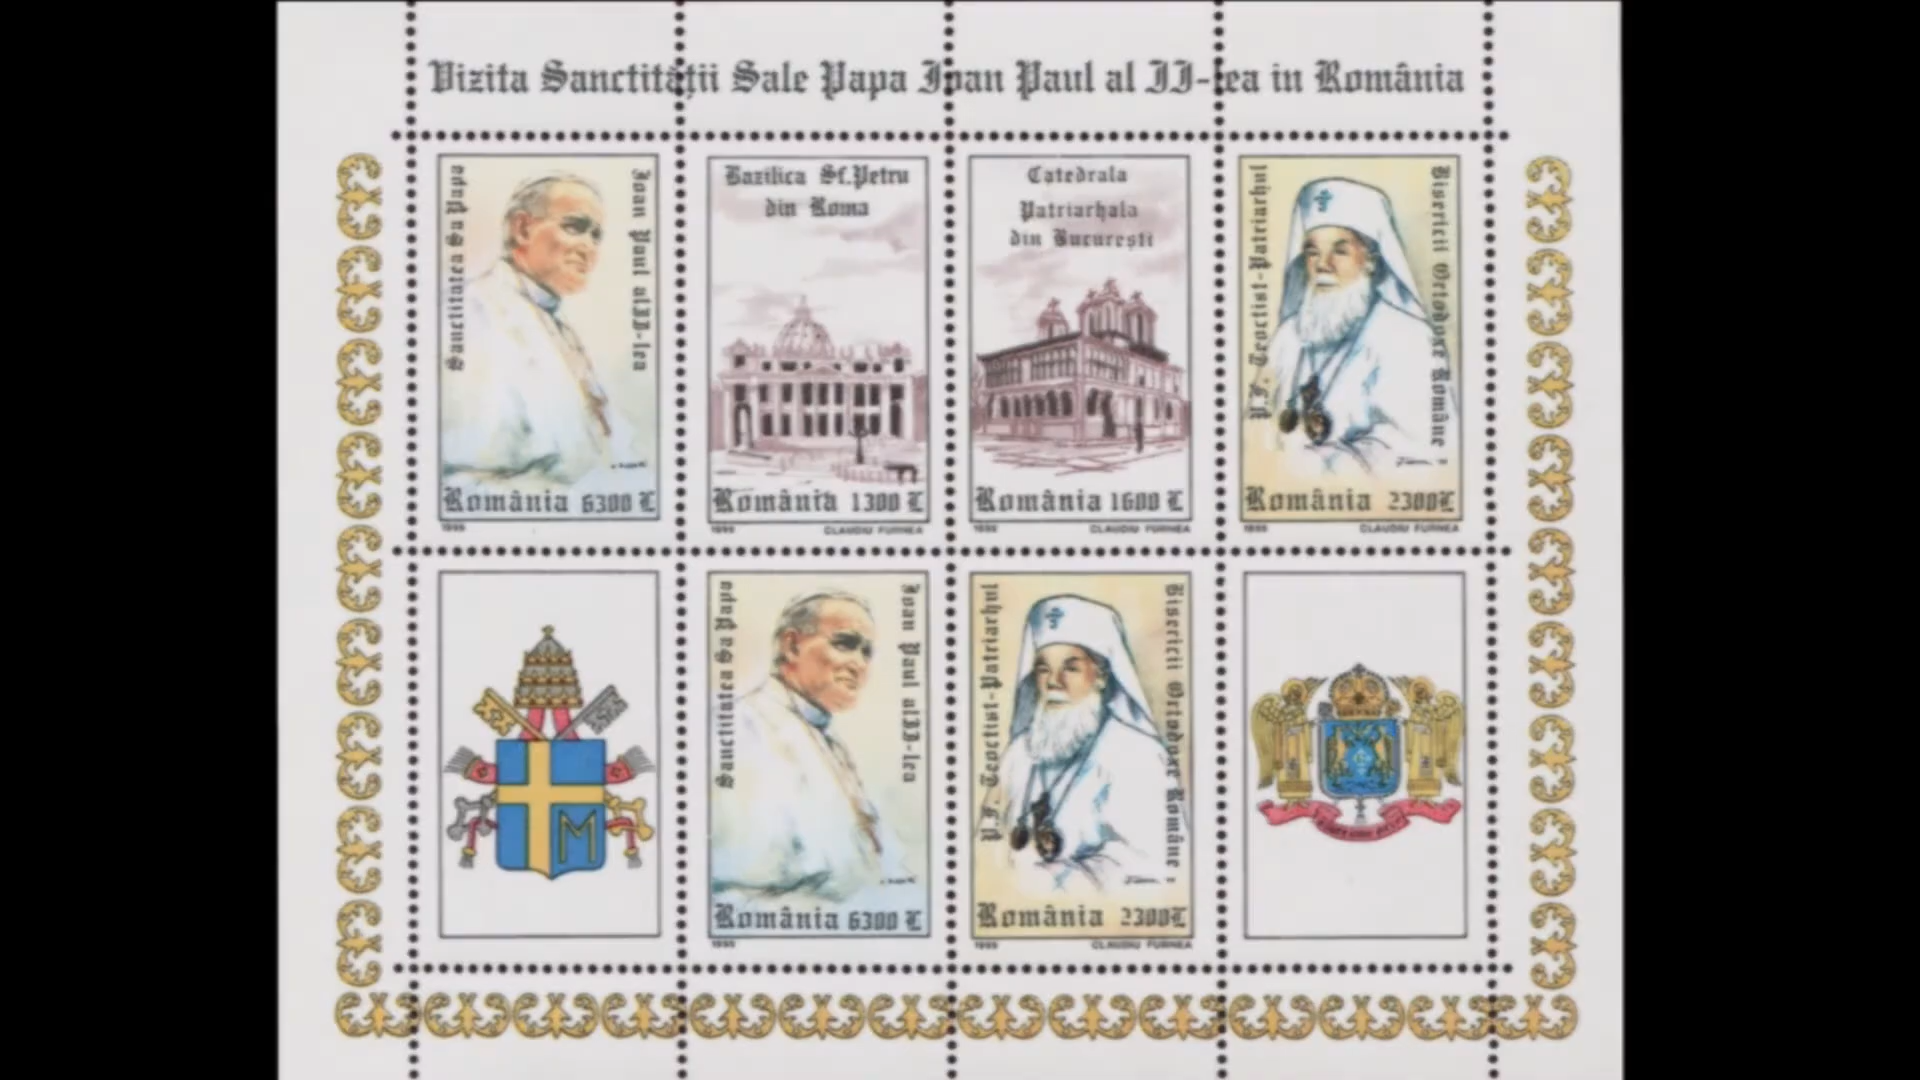 Vizita Sanctității Sale Papa Ioan Paul al II-lea in România
Sanctitatea Sa Papa
Ioan Paul al II-lea
România 6300 L
1999
Bazilica Sf. Petru
din Roma
România 1300 L
1999 CLAUDIU FURNEA
Catedrala
Patriarhala
din București
România 1600 L
1999 CLAUDIU FURNEA
P.F. Teoctist-Patriarhul
Bisericii Ortodoxe Române
România 2300L
1999 CLAUDIU FURNEA
M
Sanctitatea Sa Papa
Ioan Paul al II-lea
România 6300 L
1999
P.F. Teoctist-Patriarhul
Bisericii Ortodoxe Române
România 2300L
1999 CLAUDIU FURNEA